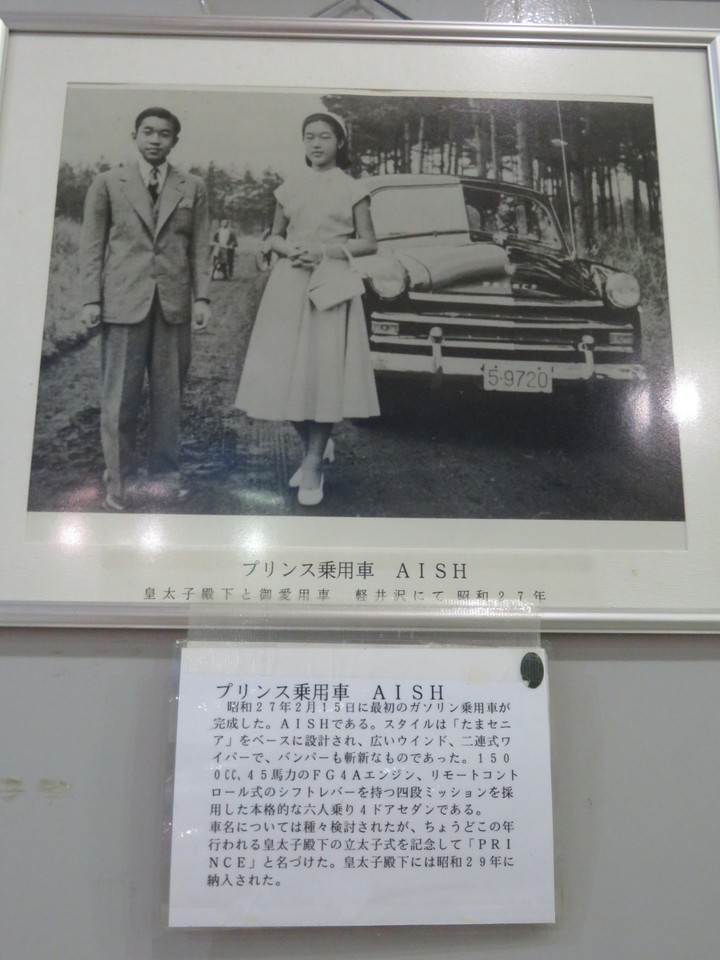 PRINCE
5-9720
プリンス乗用車 AISH
皇太子殿下と御愛用車 軽井沢にて 昭和27年
プリンス乗用車 AISH
昭和27年2月15日に最初のガソリン乗用車が
完成した。AISHである。スタイルは「たまセニ
ア」をベースに設計され、広いウインド、二連式ワ
イパーで、バンパーも斬新なものであった。150
0CC、45馬力のFG4Aエンジン、リモートコント
ロール式のシフトレバーを持つ四段ミッションを採
用した本格的な六人乗り4ドアセダンである。
車名については種々検討されたが、ちょうどこの年
行われる皇太子殿下の立太子式を記念して「PRI
NCE」と名づけた。皇太子殿下には昭和29年に
納入された。